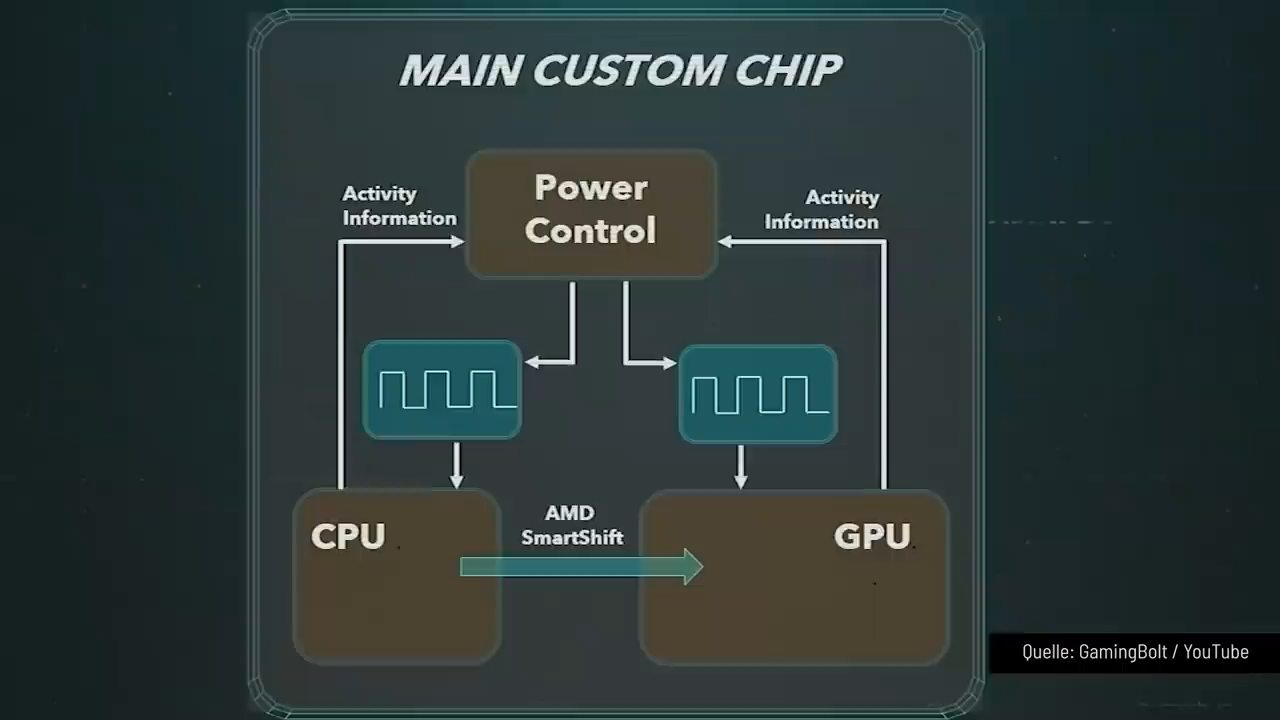 MAIN CUSTOM CHIP
Power
Control
Activity
Information
Activity
Information
CPU
AMD
SmartShift
GPU
Quelle: GamingBolt / YouTube